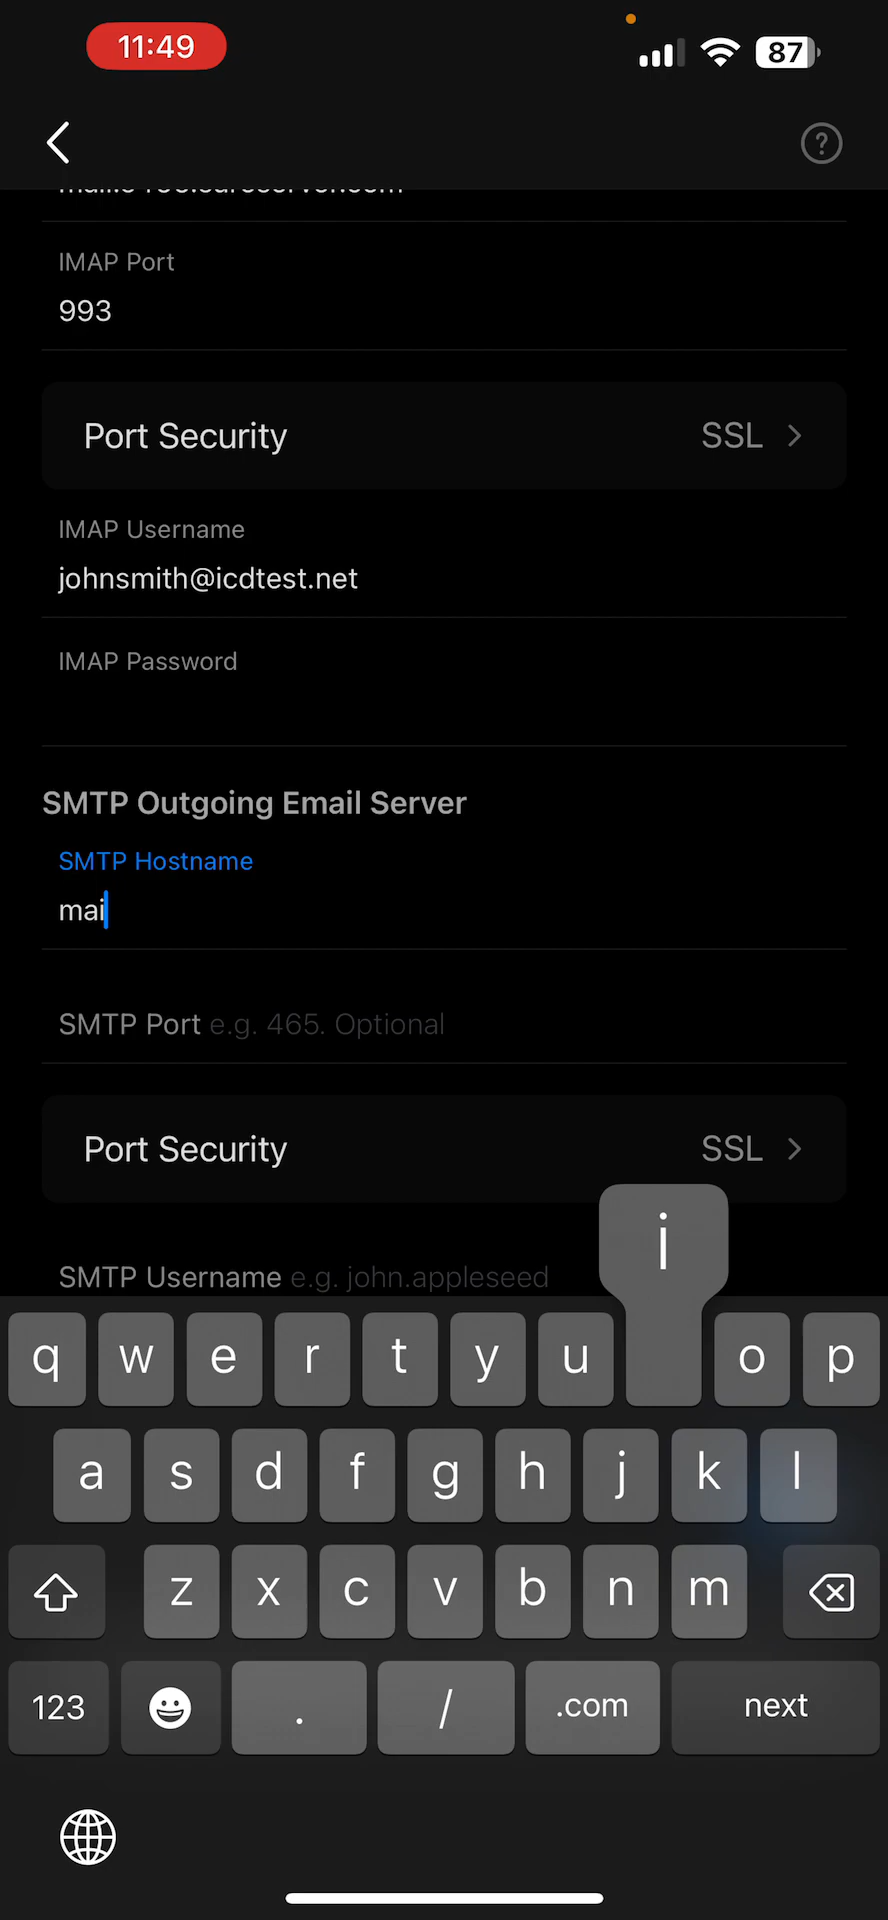 11:49
87
IMAP Port
993
Port Security
SSL
IMAP Username
johnsmith@icdtest.net
IMAP Password
SMTP Outgoing Email Server
SMTP Hostname
mai
SMTP Port e.g. 465. Optional
Port Security
SSL
SMTP Username e.g. john.appleseed
i
q w e r t y u o p
a s d f g h j k l
z x c v b n m
123 . / .com next